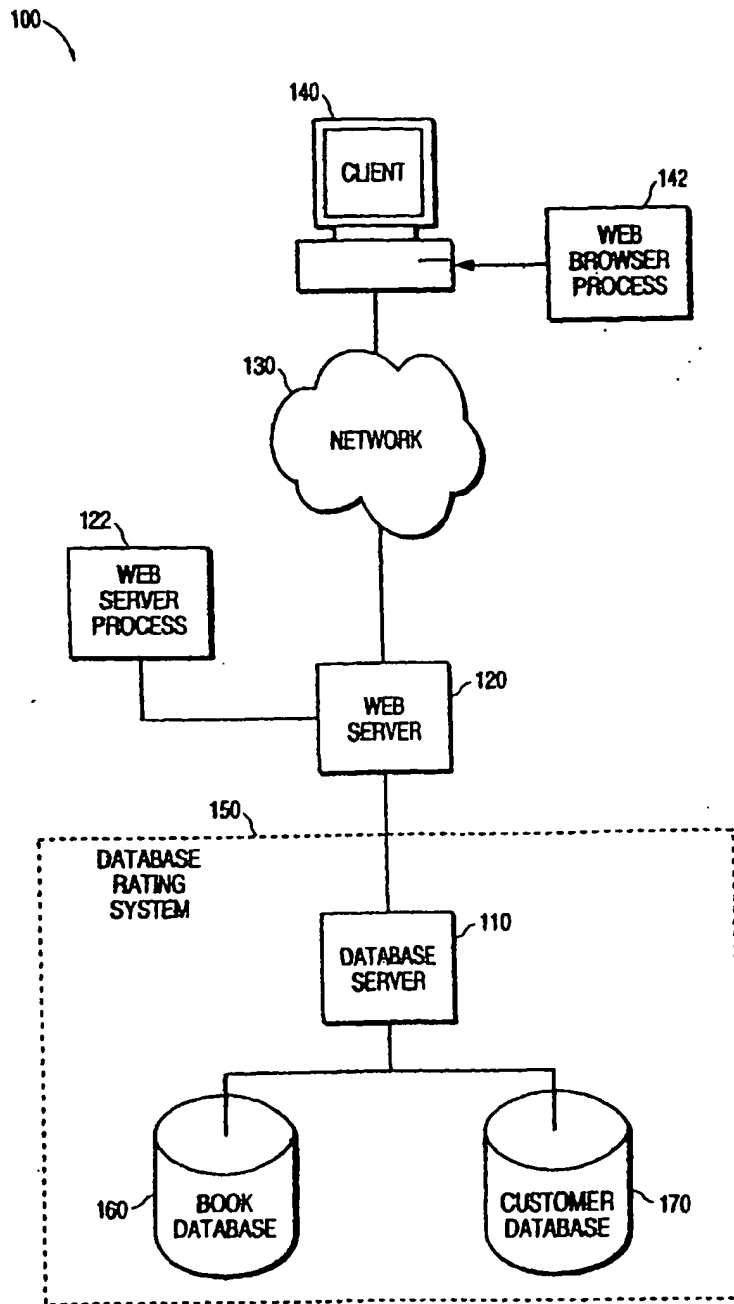 100
140
CLIENT
142
WEB
BROWSER
PROCESS
130
NETWORK
122
WEB
SERVER
PROCESS
120
WEB
SERVER
150
DATABASE
RATING
SYSTEM
110
DATABASE
SERVER
160
BOOK
DATABASE
CUSTOMER
DATABASE
170